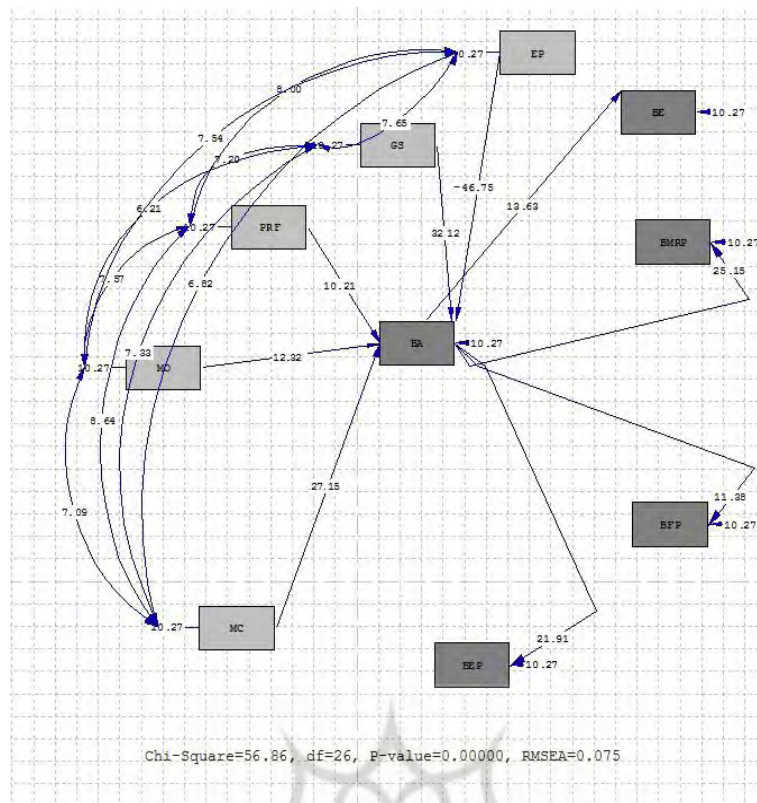 10.27 EP
8.00
BE 10.27
7.65
7.54
10.27 GS
7.20
-46.75
6.21
13.63
10.27 PRF
32.12
BMRP 10.27
25.15
7.57
6.82
10.21
BA 10.27
7.33
12.32
10.27 MO
8.64
27.15
11.38
7.09
BFP 10.27
10.27 MC
21.91
BEP 10.27
Chi-Square=56.86, df=26, P-value=0.00000, RMSEA=0.075